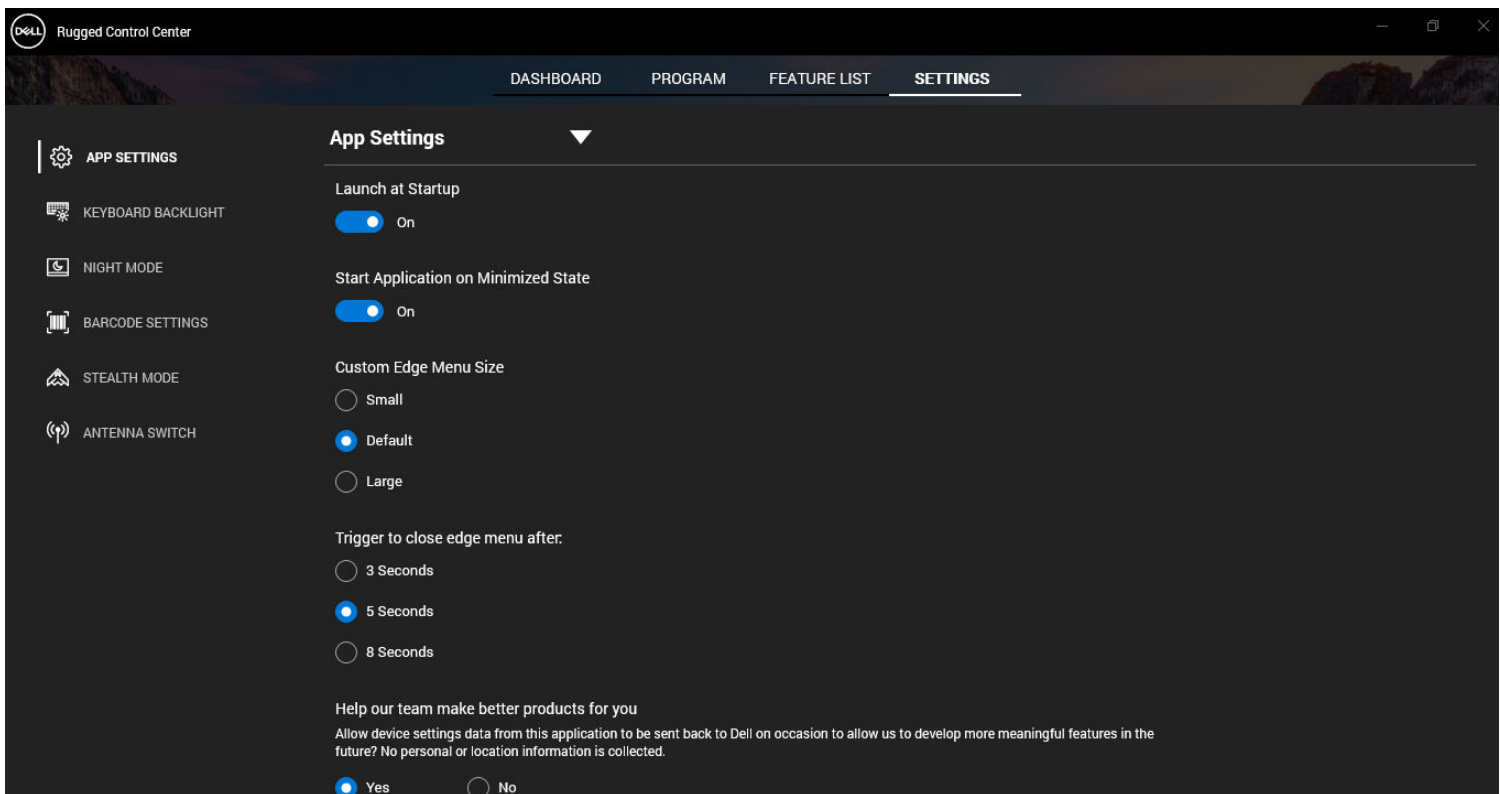 DELL
Rugged Control Center
DASHBOARD PROGRAM FEATURE LIST SETTINGS
APP SETTINGS
KEYBOARD BACKLIGHT
NIGHT MODE
BARCODE SETTINGS
STEALTH MODE
ANTENNA SWITCH
App Settings
Launch at Startup
On
Start Application on Minimized State
On
Custom Edge Menu Size
Small
Default
Large
Trigger to close edge menu after:
3 Seconds
5 Seconds
8 Seconds
Help our team make better products for you
Allow device settings data from this application to be sent back to Dell on occasion to allow us to develop more meaningful features in the
future? No personal or location information is collected.
Yes No